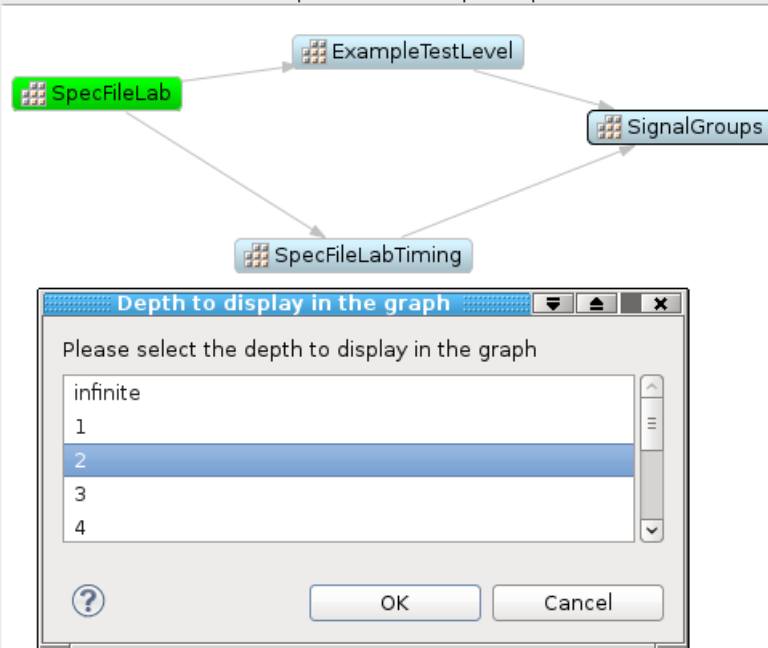 ExampleTestLevel
SpecFileLab
SignalGroups
SpecFileLabTiming
Depth to display in the graph
Please select the depth to display in the graph
infinite
1
2
3
4
?
OK
Cancel